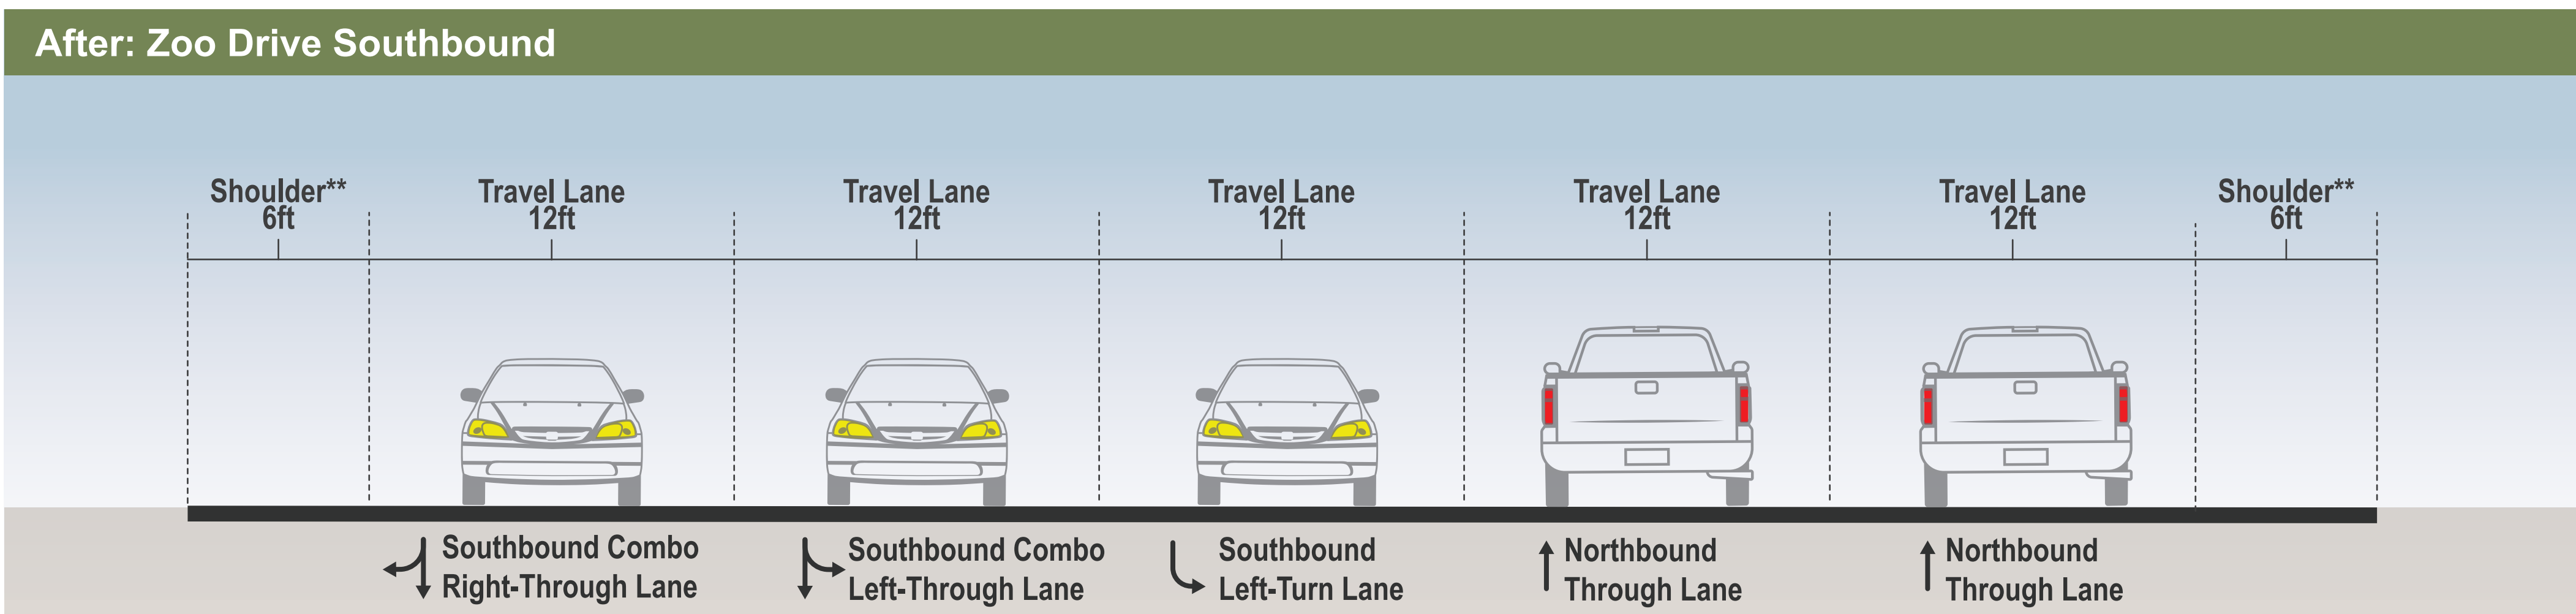 After: Zoo Drive Southbound
Shoulder**
6ft
Travel Lane
12ft
Travel Lane
12ft
Travel Lane
12ft
Travel Lane
12ft
Travel Lane
12ft
Shoulder**
6ft
Southbound Combo
Right-Through Lane
Southbound Combo
Left-Through Lane
Southbound
Left-Turn Lane
Northbound
Through Lane
Northbound
Through Lane